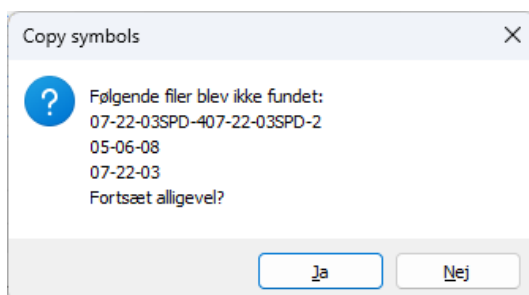 Copy symbols
Følgende filer blev ikke fundet:
07-22-03SPD-407-22-03SPD-2
05-06-08
07-22-03
Fortsæt alligevel?
Ja
Nej